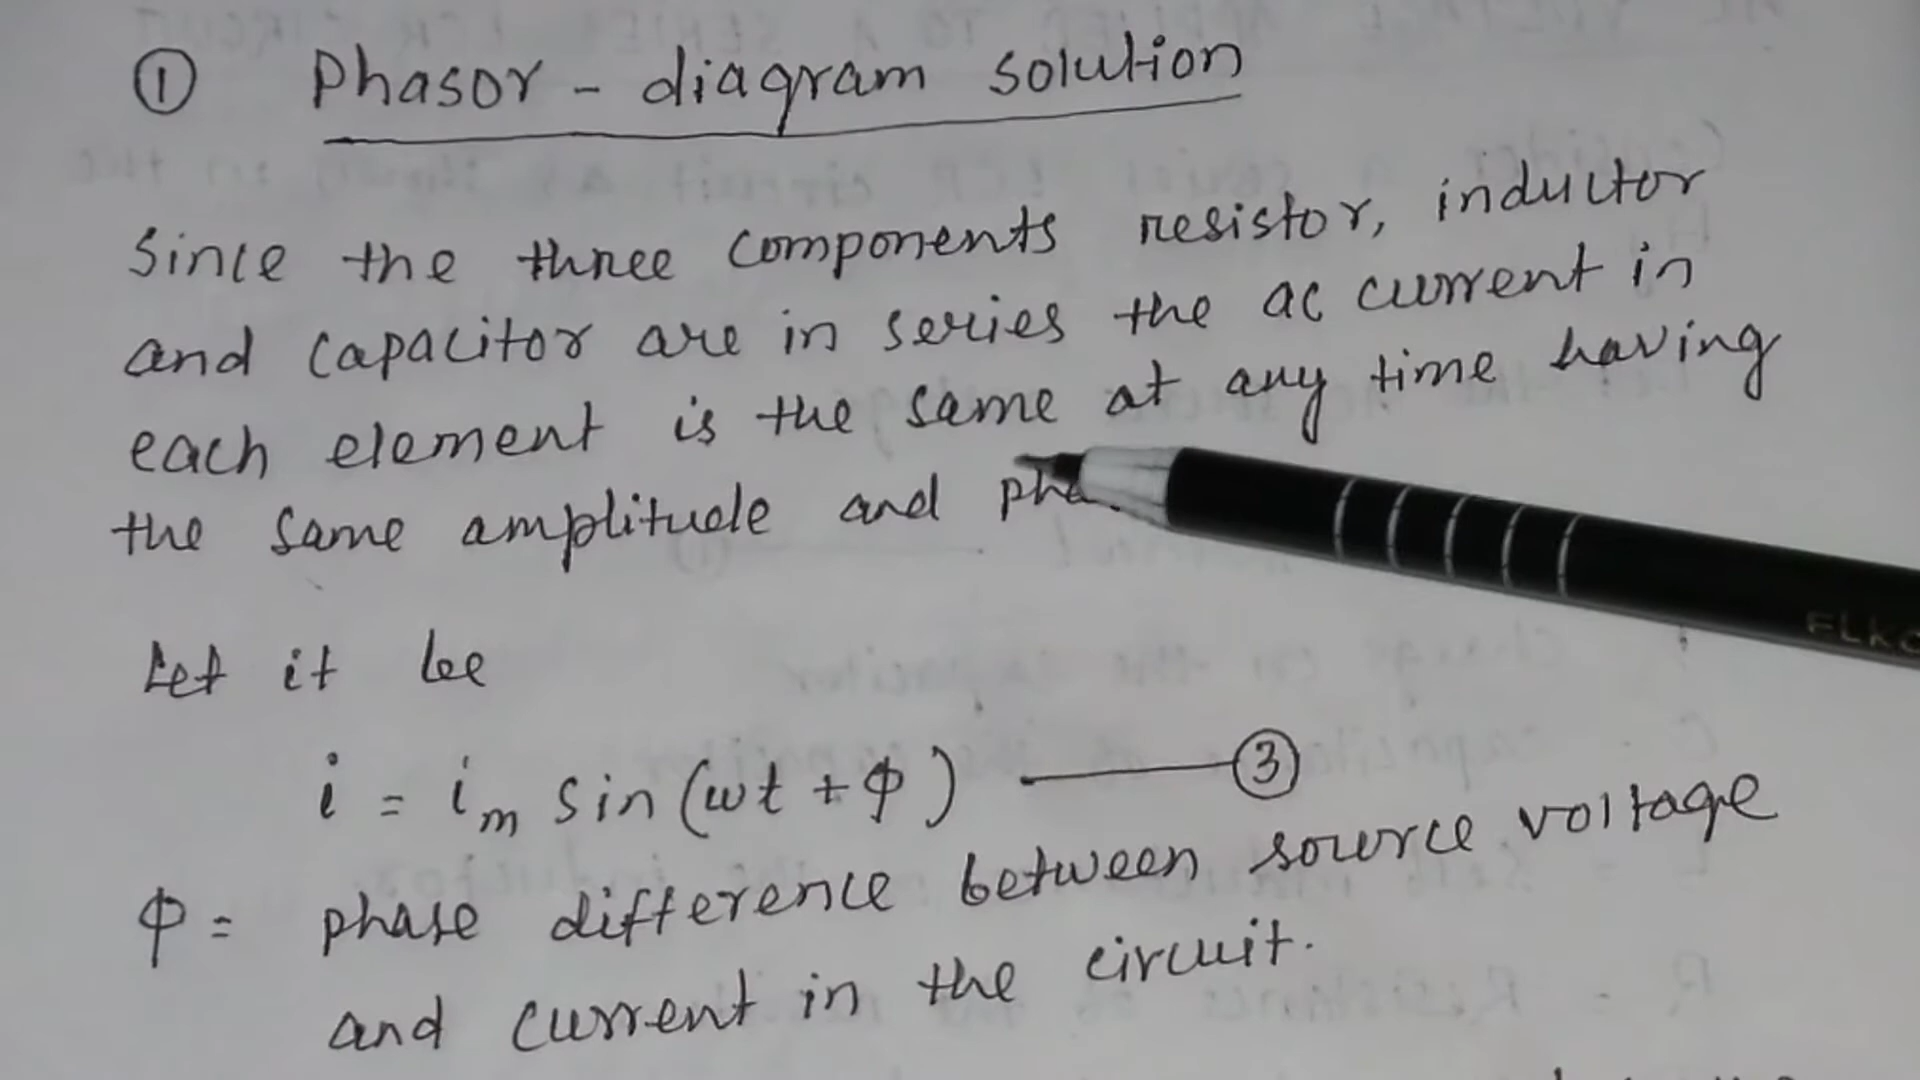 ① Phasor - diagram solution
Since the three components resistor, inductor
and capacitor are in series the ac current in
each element is the same at any time having
the same amplitude and
Let it be
i = iₘ sin (ωt + φ) —— ③
φ = phase difference between source voltage
and current in the circuit.